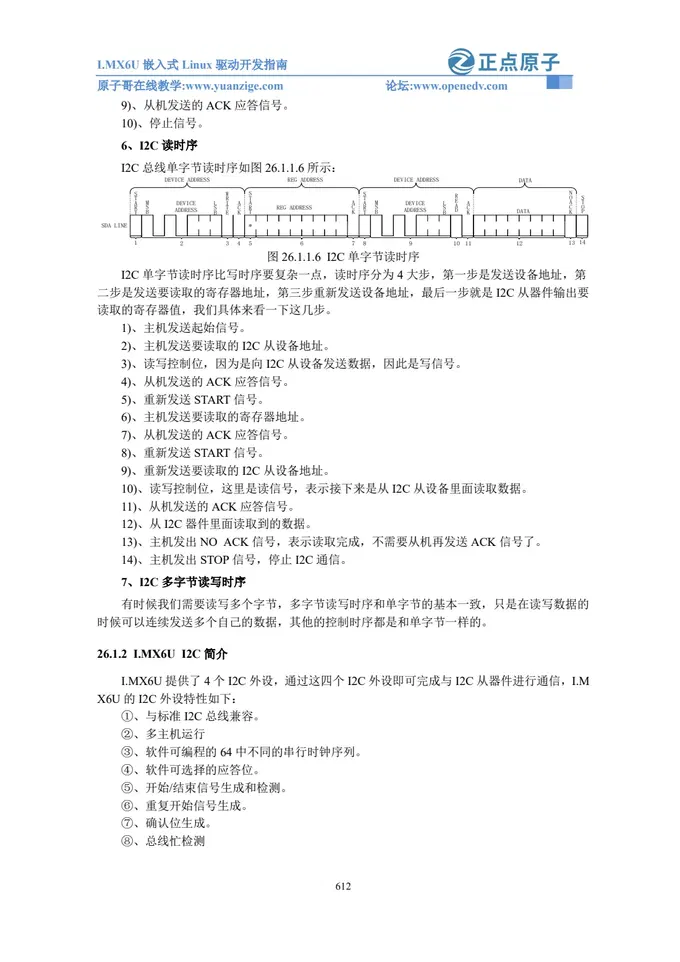 I.MX6U 嵌入式 Linux 驱动开发指南
正点原子
原子哥在线教学:www.yuanzige.com 论坛:www.openedv.com
9)、从机发送的 ACK 应答信号。
10)、停止信号。
6、I2C 读时序
I2C 总线单字节读时序如图 26.1.1.6 所示：
DEVICE ADDRESS REG ADDRESS DEVICE ADDRESS DATA
START MSB DEVICE ADDRESS LSB WRITE ACK START REG ADDRESS ACK START MSB DEVICE ADDRESS LSB READ ACK DATA NOACK STOP
SDA LINE *
1 2 3 4 5 6 7 8 9 10 11 12 13 14
图 26.1.1.6 I2C 单字节读时序
I2C 单字节读时序比写时序要复杂一点，读时序分为 4 大步，第一步是发送设备地址，第
二步是发送要读取的寄存器地址，第三步重新发送设备地址，最后一步就是 I2C 从器件输出要
读取的寄存器值，我们具体来看一下这几步。
1)、主机发送起始信号。
2)、主机发送要读取的 I2C 从设备地址。
3)、读写控制位，因为是向 I2C 从设备发送数据，因此是写信号。
4)、从机发送的 ACK 应答信号。
5)、重新发送 START 信号。
6)、主机发送要读取的寄存器地址。
7)、从机发送的 ACK 应答信号。
8)、重新发送 START 信号。
9)、重新发送要读取的 I2C 从设备地址。
10)、读写控制位，这里是读信号，表示接下来是从 I2C 从设备里面读取数据。
11)、从机发送的 ACK 应答信号。
12)、从 I2C 器件里面读取到的数据。
13)、主机发出 NO ACK 信号，表示读取完成，不需要从机再发送 ACK 信号了。
14)、主机发出 STOP 信号，停止 I2C 通信。
7、I2C 多字节读写时序
有时候我们需要读写多个字节，多字节读写时序和单字节的基本一致，只是在读写数据的
时候可以连续发送多个自己的数据，其他的控制时序都是和单字节一样的。
26.1.2 I.MX6U I2C 简介
I.MX6U 提供了 4 个 I2C 外设，通过这四个 I2C 外设即可完成与 I2C 从器件进行通信，I.M
X6U 的 I2C 外设特性如下：
①、与标准 I2C 总线兼容。
②、多主机运行
③、软件可编程的 64 中不同的串行时钟序列。
④、软件可选择的应答位。
⑤、开始/结束信号生成和检测。
⑥、重复开始信号生成。
⑦、确认位生成。
⑧、总线忙检测
612